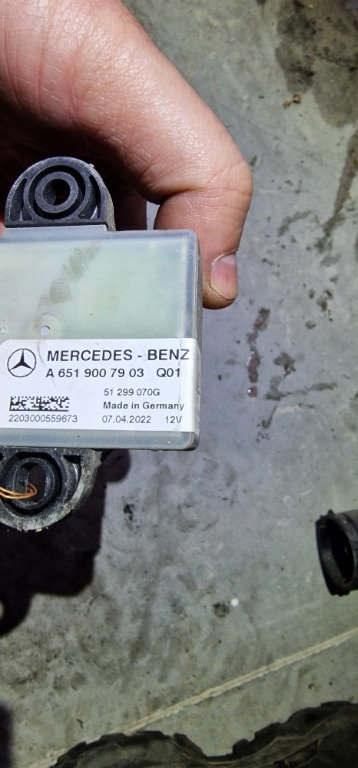 MERCEDES - BENZ
A 651 900 79 03 Q01
51 299 070G
Made in Germany
2203000559673 07.04.2022 12V